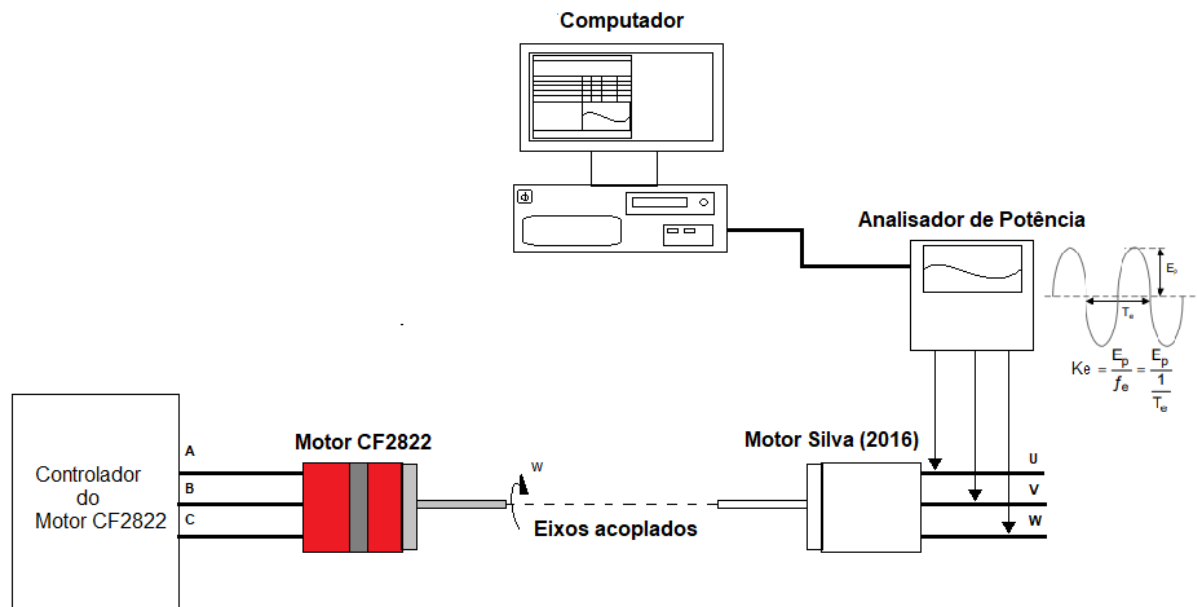 Computador
Analisador de Potência
Eₚ
Tₑ
Ke = Eₚ/fₑ = Eₚ/(1/Tₑ)
Controlador
do
Motor CF2822
A
B
C
Motor CF2822
W
Eixos acoplados
Motor Silva (2016)
U
V
W